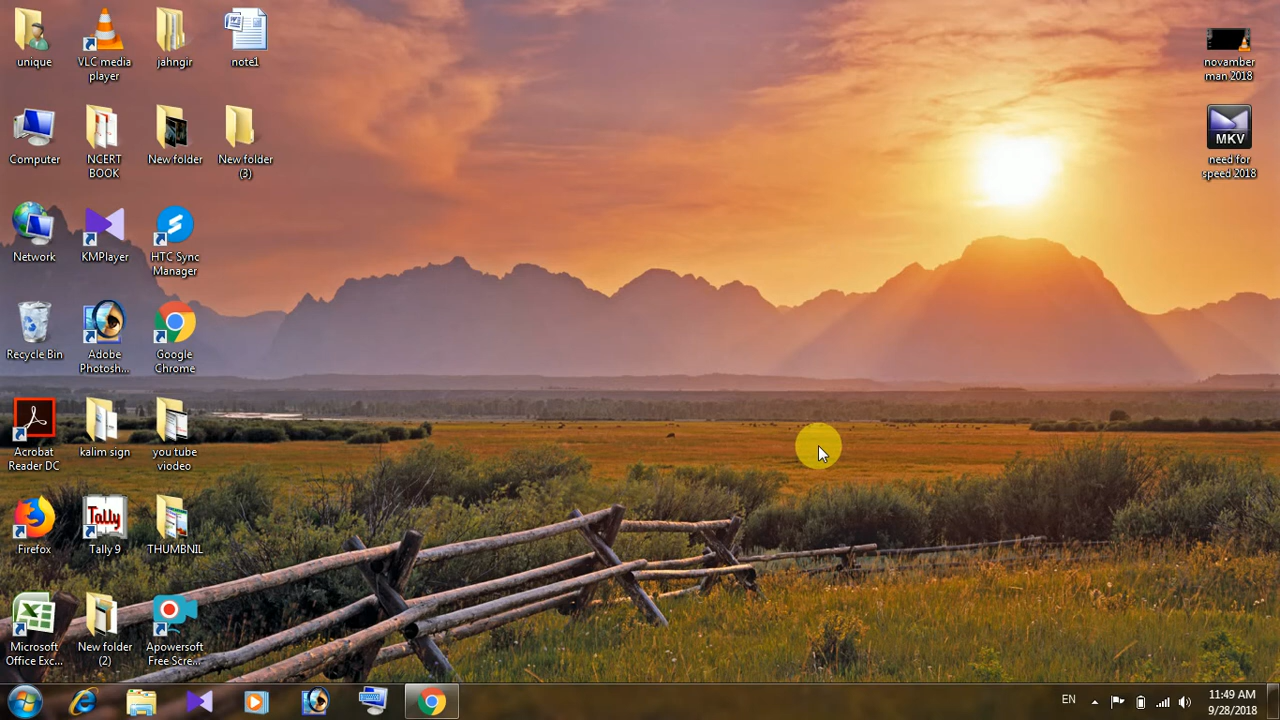 unique
VLC media
player
jahngir
note1
novamber
man 2018
Computer
NCERT
BOOK
New folder
New folder
(3)
MKV
need for
speed 2018
Network
KMPlayer
HTC Sync
Manager
Recycle Bin
Adobe
Photosh...
Google
Chrome
Acrobat
Reader DC
kalim sign
you tube
viodeo
Firefox
Tally
Tally 9
THUMBNIL
Microsoft
Office Exc...
New folder
(2)
Apowersoft
Free Scre...
EN
11:49 AM
9/28/2018